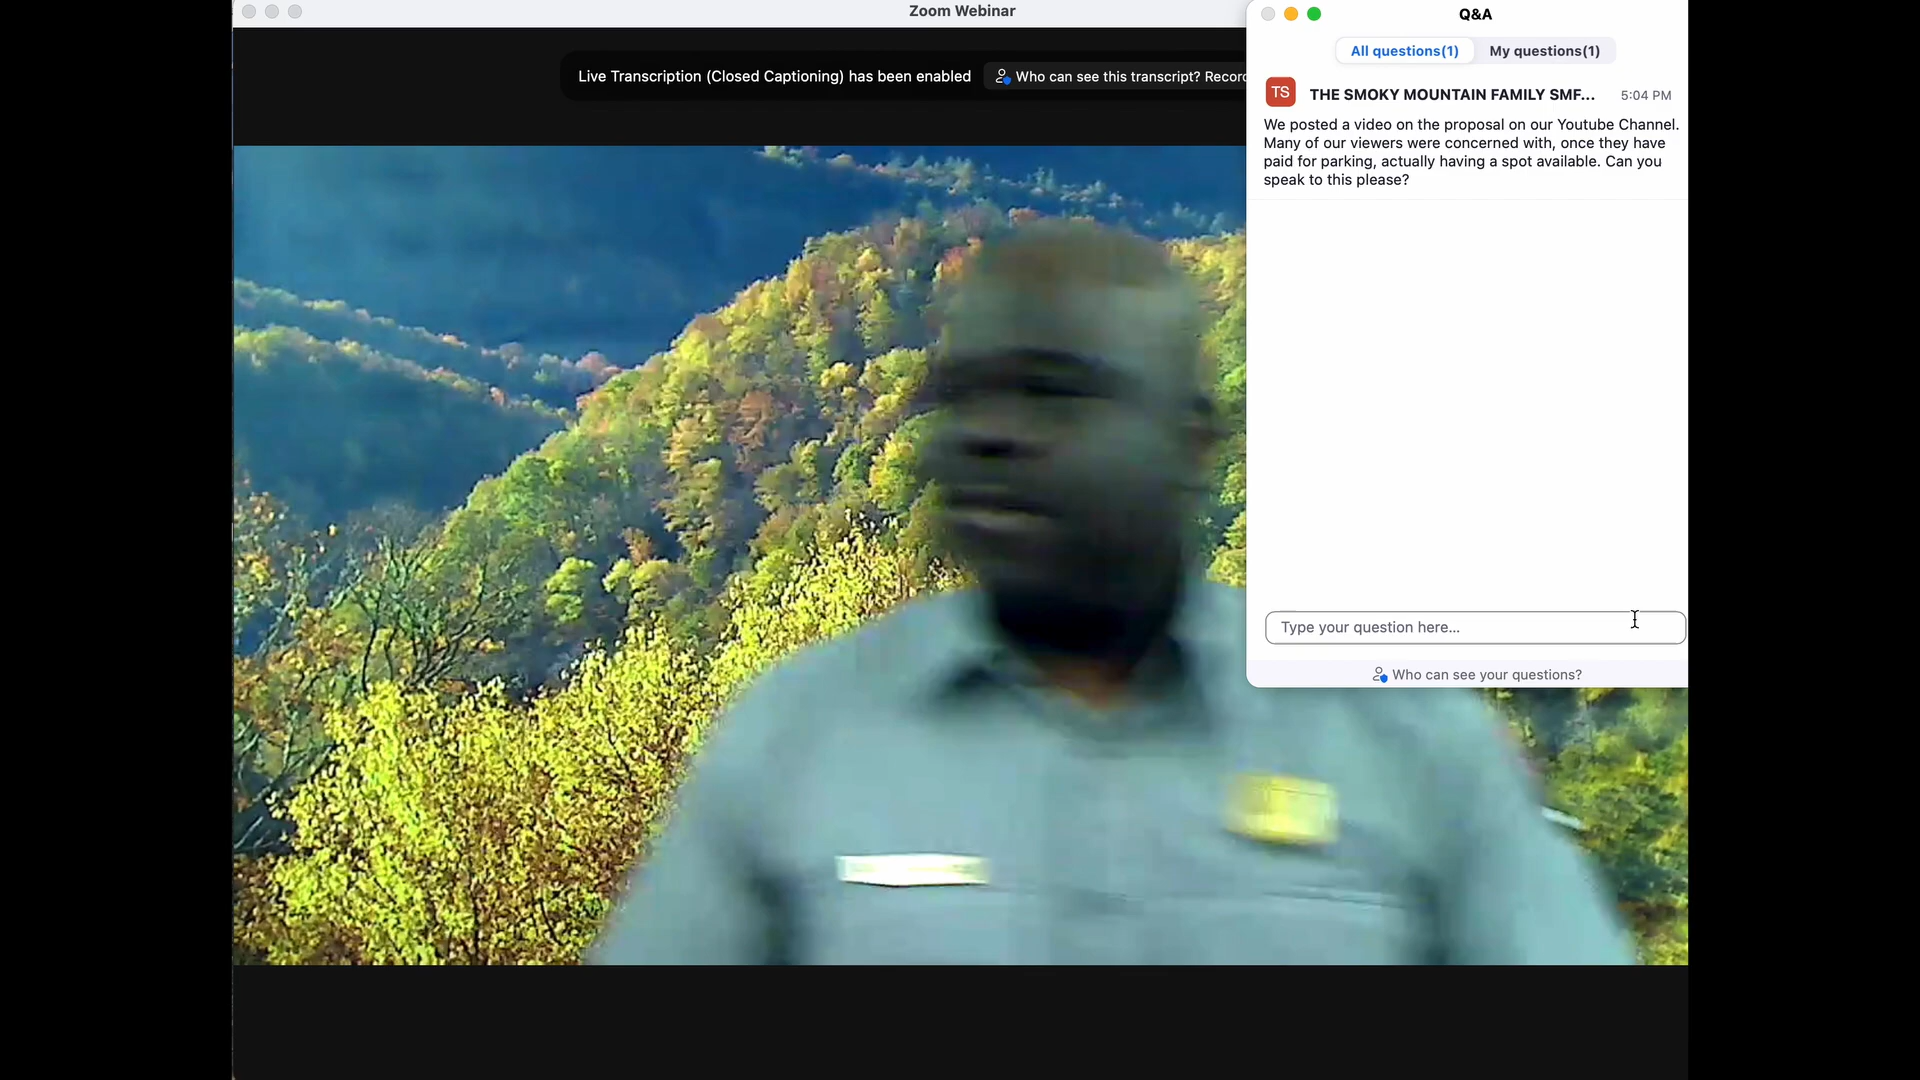 Zoom Webinar
Live Transcription (Closed Captioning) has been enabled
Who can see this transcript? Recor
Q&A
All questions(1)
My questions(1)
TS
THE SMOKY MOUNTAIN FAMILY SMF...
5:04 PM
We posted a video on the proposal on our Youtube Channel.
Many of our viewers were concerned with, once they have
paid for parking, actually having a spot available. Can you
speak to this please?
Type your question here...
Who can see your questions?